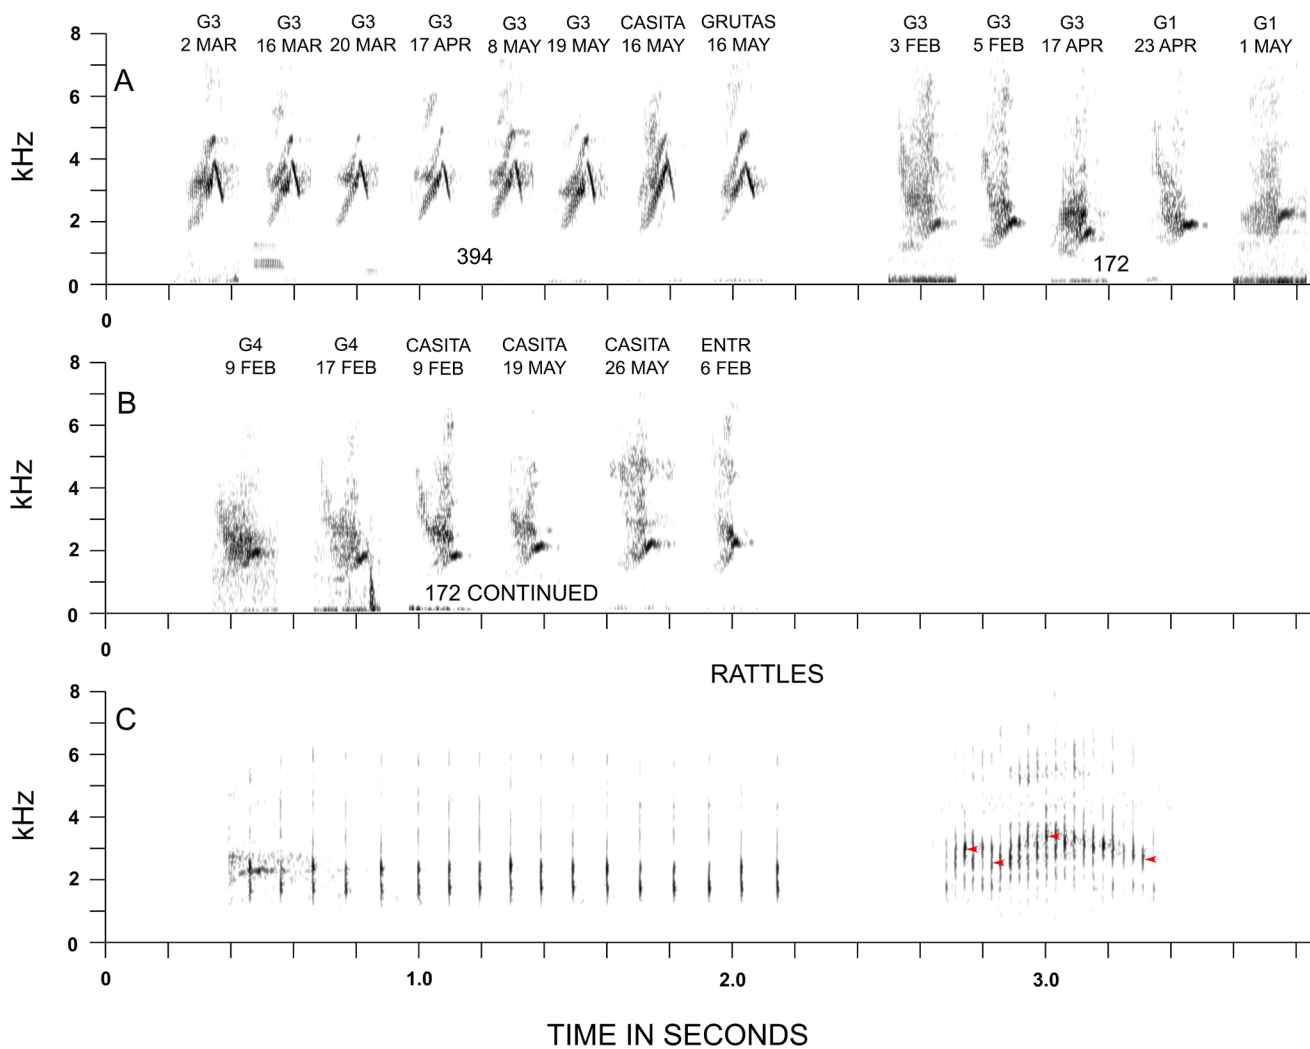 G3 G3 G3 G3 G3 G3 CASITA GRUTAS G3 G3 G3 G1 G1
2 MAR 16 MAR 20 MAR 17 APR 8 MAY 19 MAY 16 MAY 16 MAY 3 FEB 5 FEB 17 APR 23 APR 1 MAY
8
A
6
kHz
4
2
394
172
0
0
G4 G4 CASITA CASITA CASITA ENTR
9 FEB 17 FEB 9 FEB 19 MAY 26 MAY 6 FEB
8
B
6
kHz
4
2
172 CONTINUED
0
0
RATTLES
8
C
6
kHz
4
2
0
0 1.0 2.0 3.0
TIME IN SECONDS